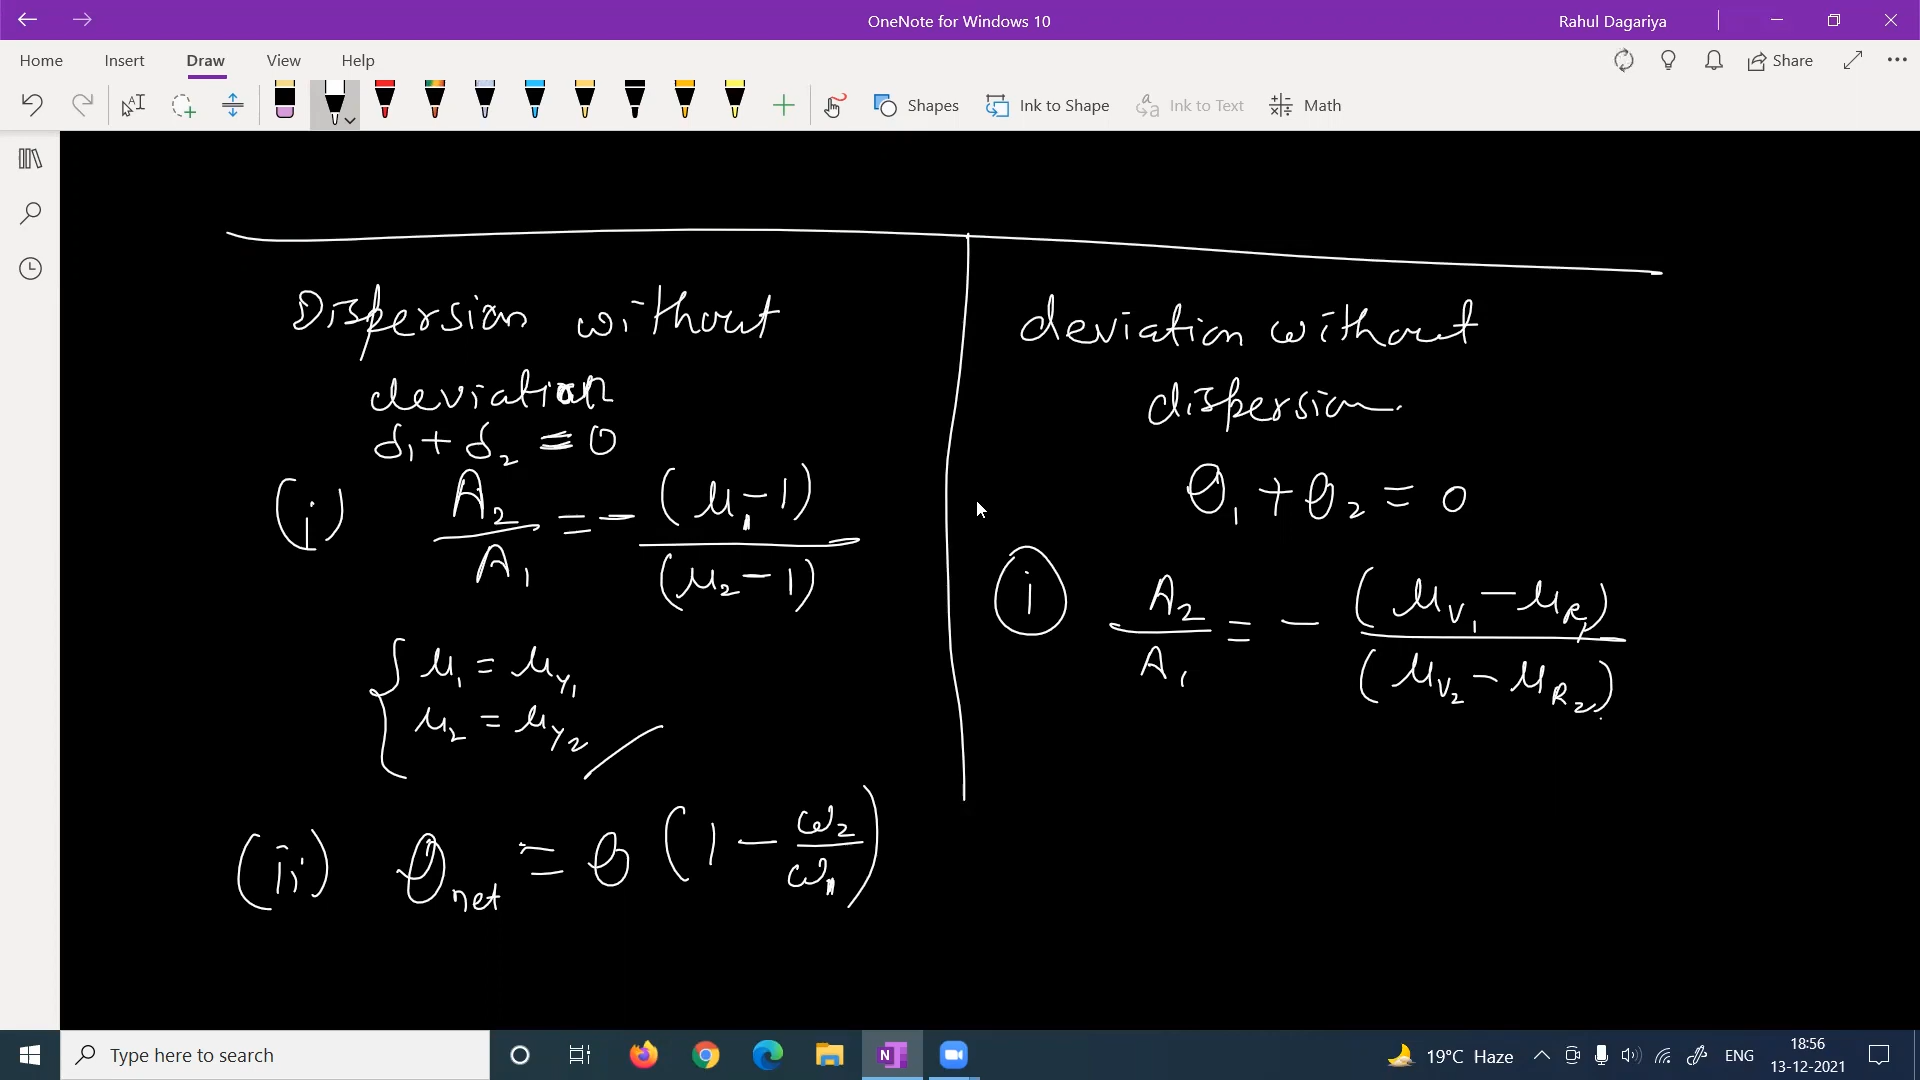 OneNote for Windows 10
Rahul Dagariya
Home Insert Draw View Help
Share
Shapes Ink to Shape Ink to Text Math
Dispersion without
deviation
δ₁ + δ₂ = 0
(i) A₂/A₁ = - (μ₁-1)/(μ₂-1)
{ μ₁ = μy₁
μ₂ = μy₂
(ii) θnet = θ (1 - ω₂/ω₁)
deviation without
dispersion.
θ₁ + θ₂ = 0
(i) A₂/A₁ = - (μV₁ - μR₁)/(μV₂ - μR₂)
Type here to search
19°C Haze
ENG
18:56
13-12-2021